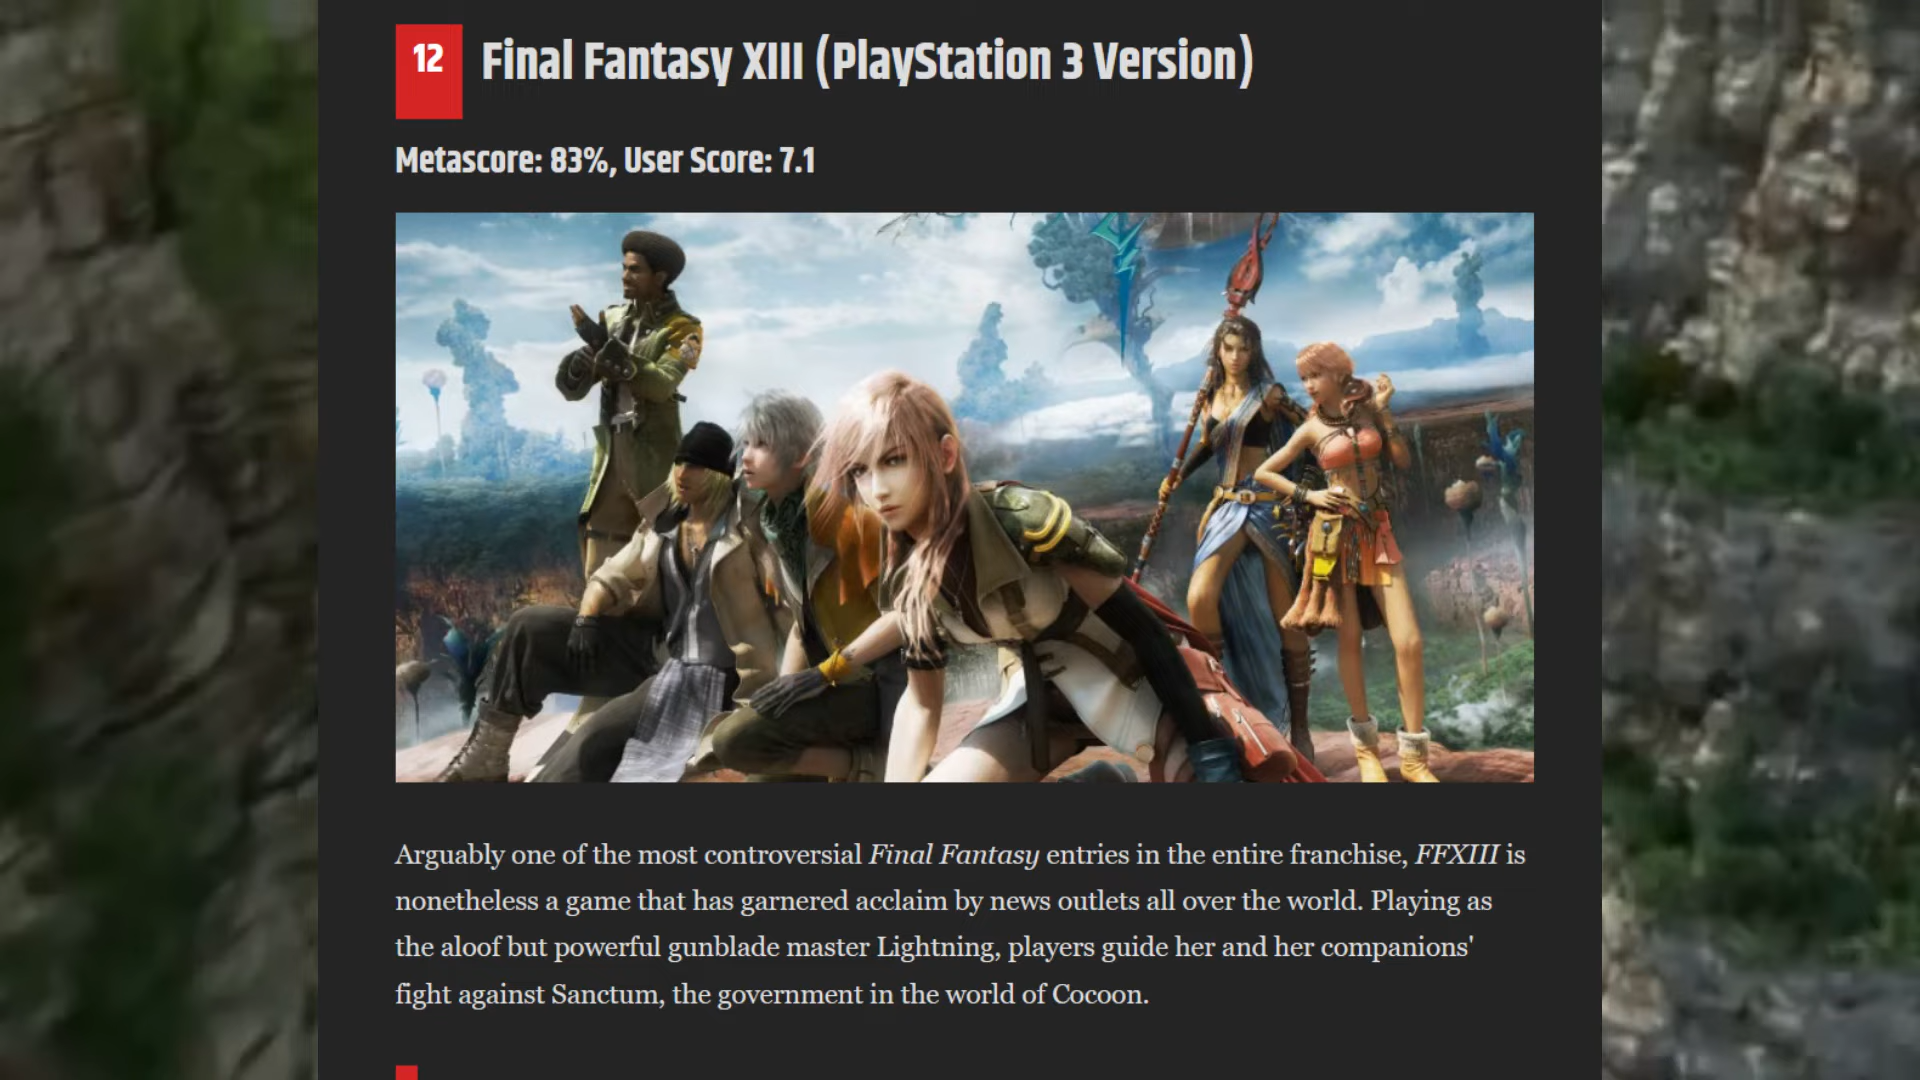 12 Final Fantasy XIII (PlayStation 3 Version)
Metascore: 83%, User Score: 7.1
Arguably one of the most controversial Final Fantasy entries in the entire franchise, FFXIII is
nonetheless a game that has garnered acclaim by news outlets all over the world. Playing as
the aloof but powerful gunblade master Lightning, players guide her and her companions'
fight against Sanctum, the government in the world of Cocoon.